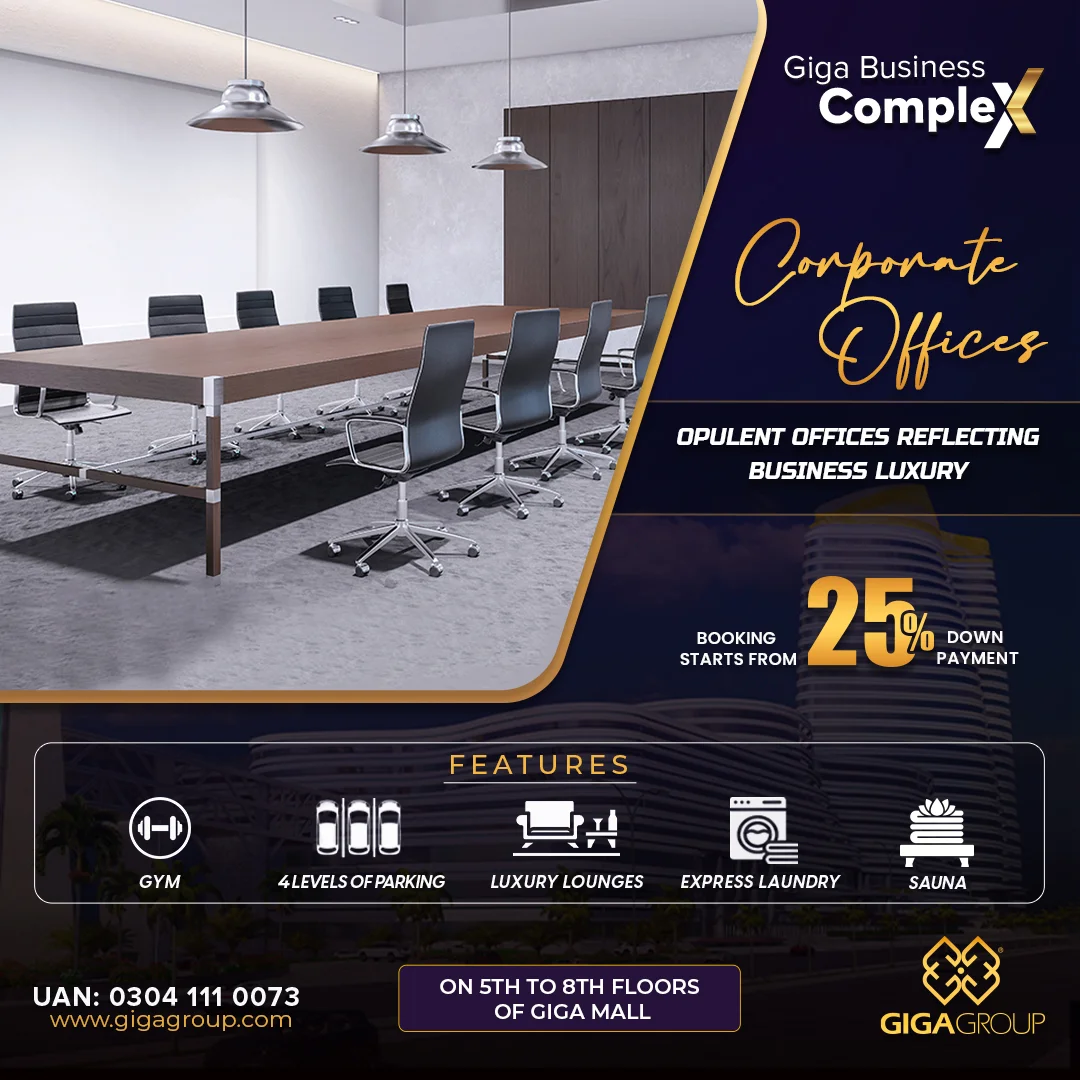 Giga Business
CompleX
Corporate
Offices
OPULENT OFFICES REFLECTING
BUSINESS LUXURY
BOOKING
STARTS FROM
25%
DOWN
PAYMENT
FEATURES
GYM
4 LEVELS OF PARKING
LUXURY LOUNGES
EXPRESS LAUNDRY
SAUNA
UAN: 0304 111 0073
www.gigagroup.com
ON 5TH TO 8TH FLOORS
OF GIGA MALL
®
GIGAGROUP